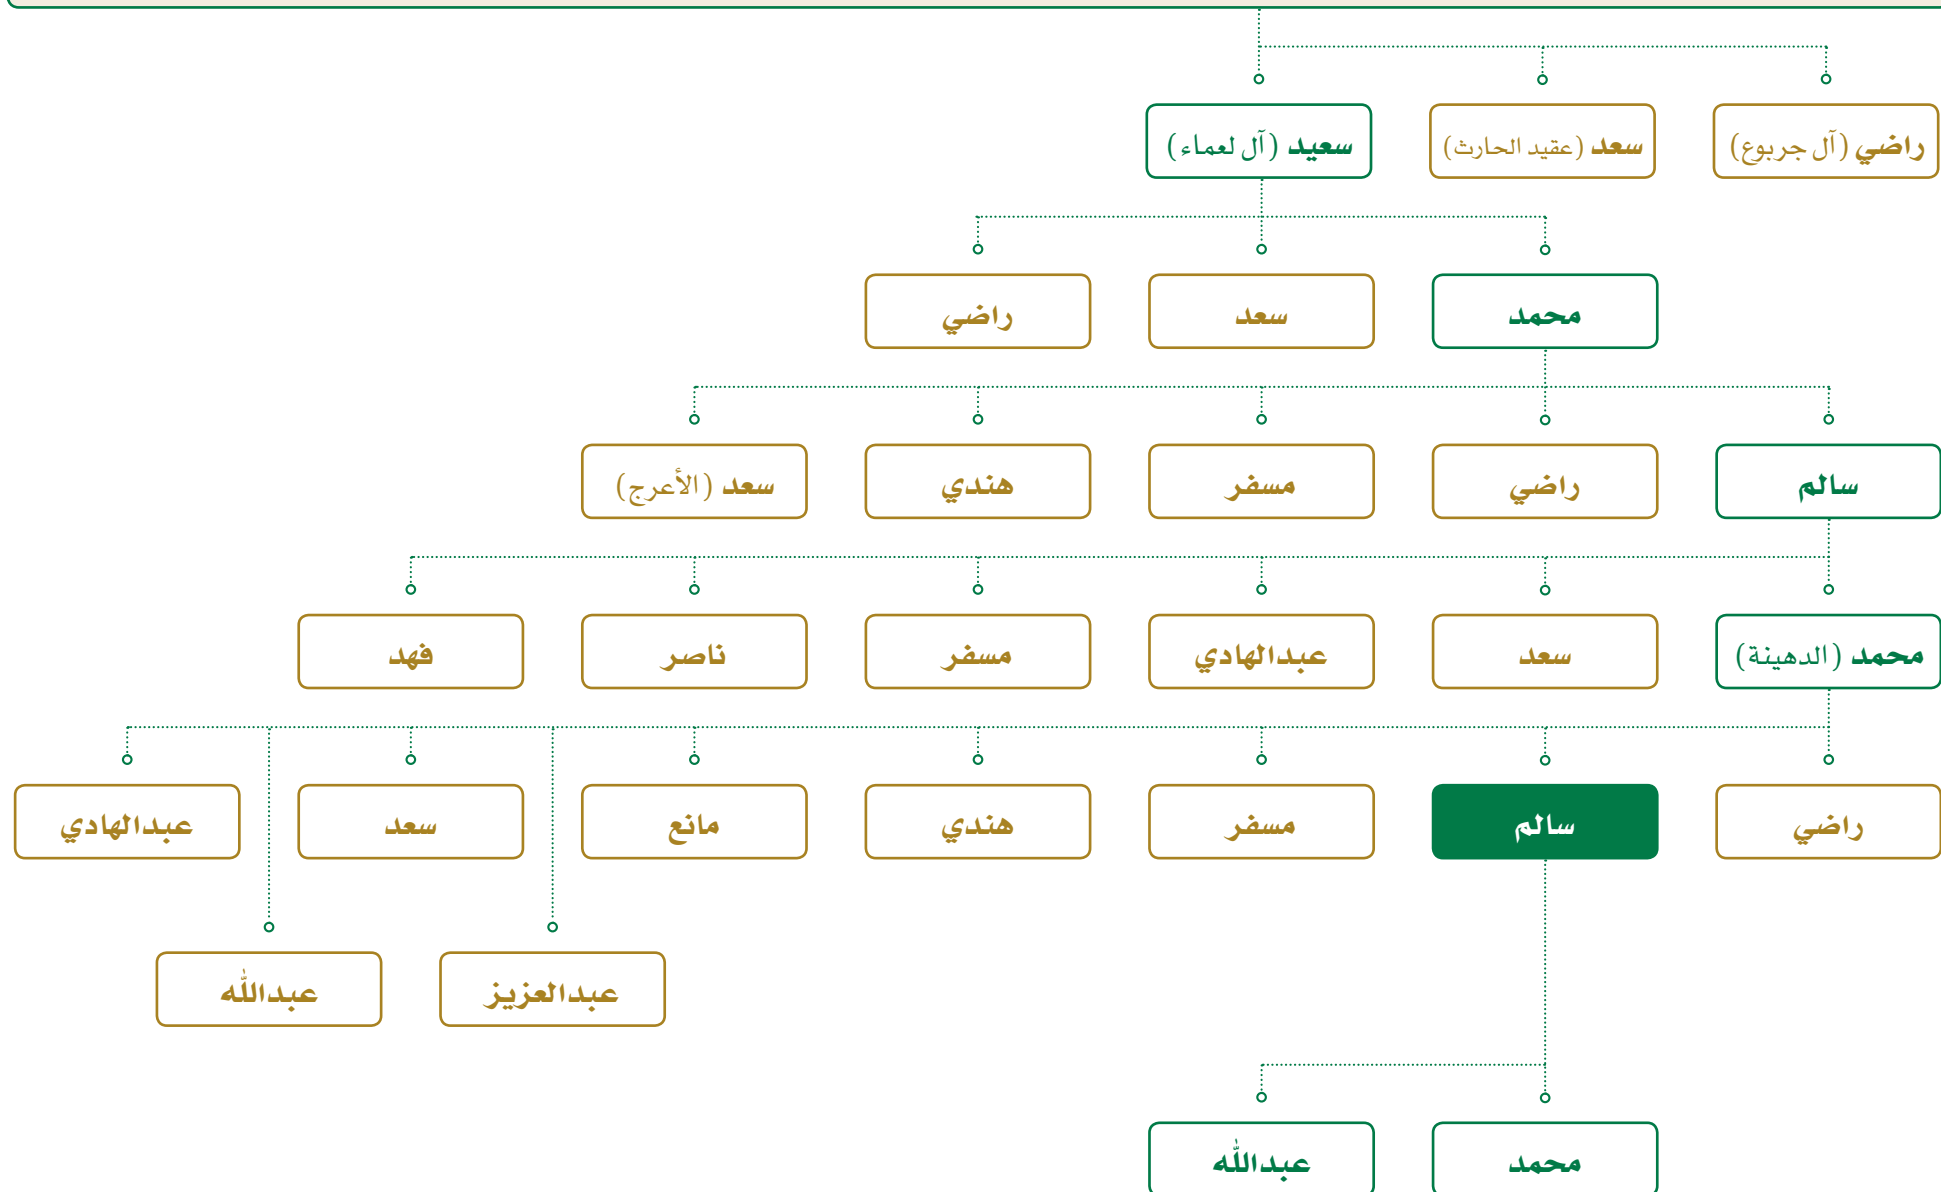 راضي (آل جربوع) سعد (عقيد الحارث) سعيد (آل لعماء)
محمد سعد راضي
سالم راضي مسفر هندي سعد (الأعرج)
محمد (الدهينة) سعد عبدالهادي مسفر ناصر فهد
راضي سالم مسفر هندي مانع سعد عبدالهادي
عبدالعزيز عبدالله
محمد عبدالله